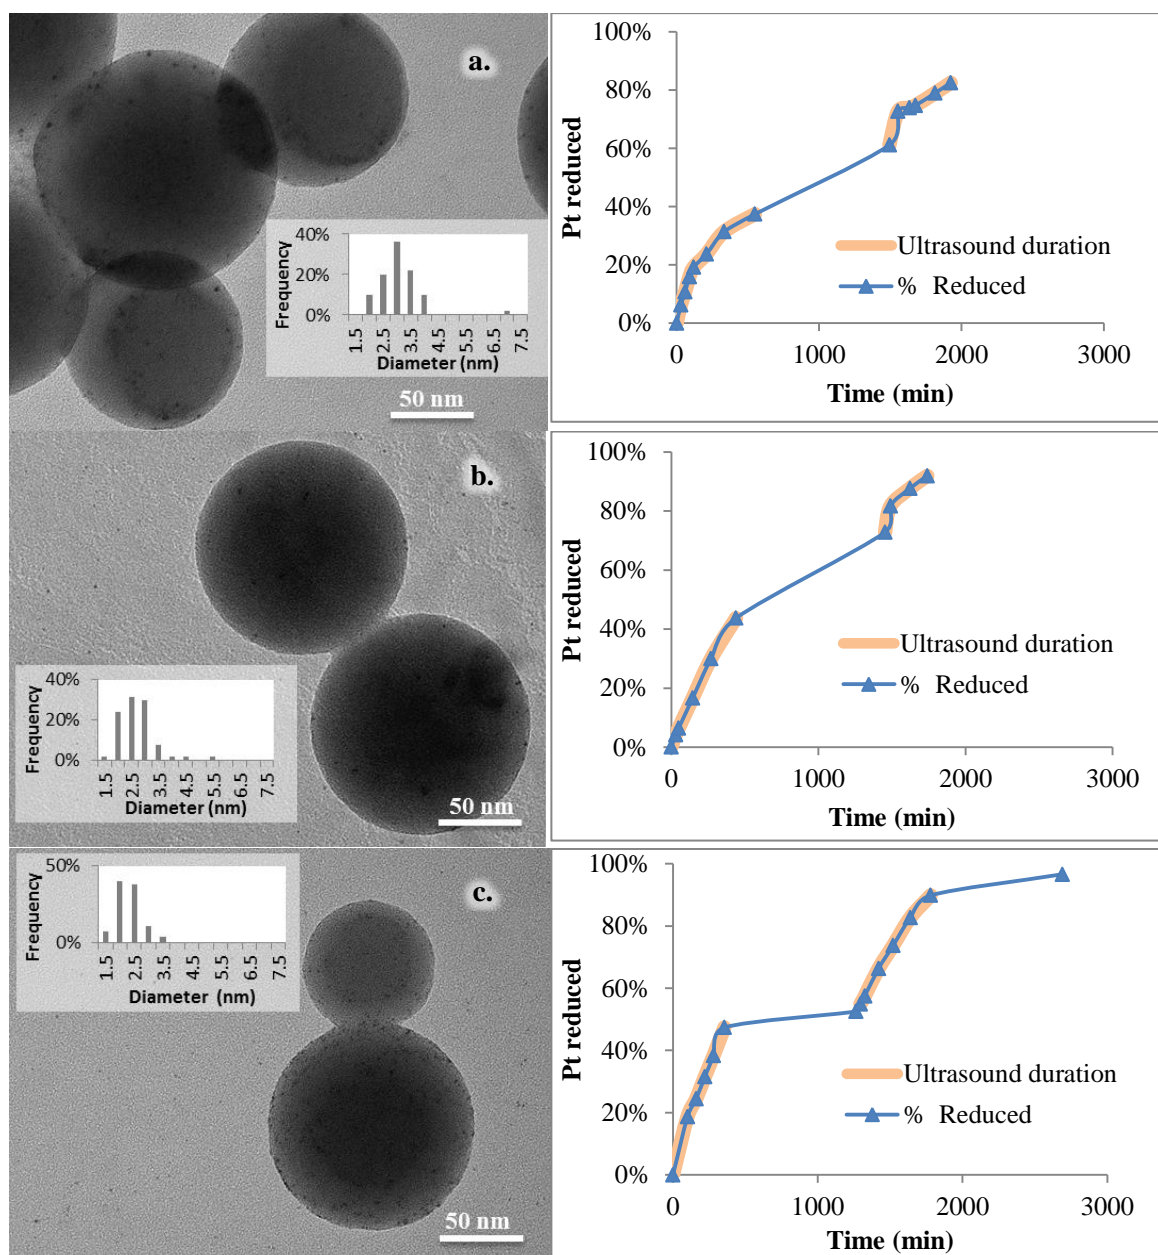 a.
40%
20%
0%
Frequency
1.5
2.5
3.5
4.5
5.5
6.5
7.5
Diameter (nm)
50 nm
100%
80%
60%
40%
20%
0%
Pt reduced
Ultrasound duration
% Reduced
0 1000 2000 3000
Time (min)
b.
40%
20%
0%
Frequency
1.5
2.5
3.5
4.5
5.5
6.5
7.5
Diameter (nm)
50 nm
100%
80%
60%
40%
20%
0%
Pt reduced
Ultrasound duration
% Reduced
0 1000 2000 3000
Time (min)
c.
50%
0%
Frequency
1.5
2.5
3.5
4.5
5.5
6.5
7.5
Diameter (nm)
50 nm
100%
80%
60%
40%
20%
0%
Pt reduced
Ultrasound duration
% Reduced
0 1000 2000 3000
Time (min)